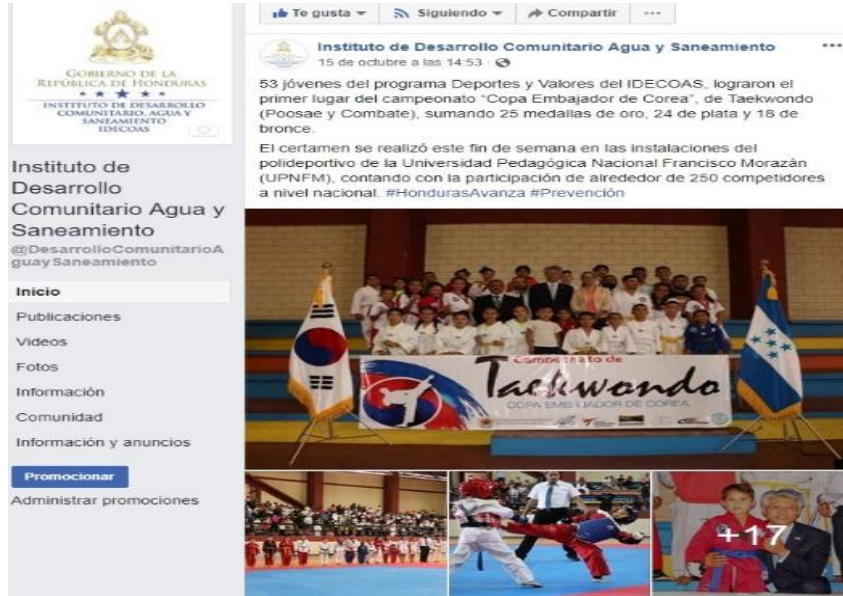 Te gusta
Siguiendo
Compartir
GOBIERNO DE LA
REPÚBLICA DE HONDURAS
INSTITUTO DE DESARROLLO
COMUNITARIO, AGUA Y
SANEAMIENTO
IDECOAS
Instituto de
Desarrollo
Comunitario Agua y
Saneamiento
@DesarrolloComunitarioA
guaySaneamiento
Inicio
Publicaciones
Videos
Fotos
Información
Comunidad
Información y anuncios
Promocionar
Administrar promociones
Instituto de Desarrollo Comunitario Agua y Saneamiento
15 de octubre a las 14:53
53 jóvenes del programa Deportes y Valores del IDECOAS, lograron el
primer lugar del campeonato "Copa Embajador de Corea", de Taekwondo
(Poosae y Combate), sumando 25 medallas de oro, 24 de plata y 18 de
bronce.
El certamen se realizó este fin de semana en las instalaciones del
polideportivo de la Universidad Pedagógica Nacional Francisco Morazán
(UPNFM), contando con la participación de alrededor de 250 competidores
a nivel nacional. #HondurasAvanza #Prevención
Campeonato de
Taekwondo
COPA EMBAJADOR DE COREA
+17